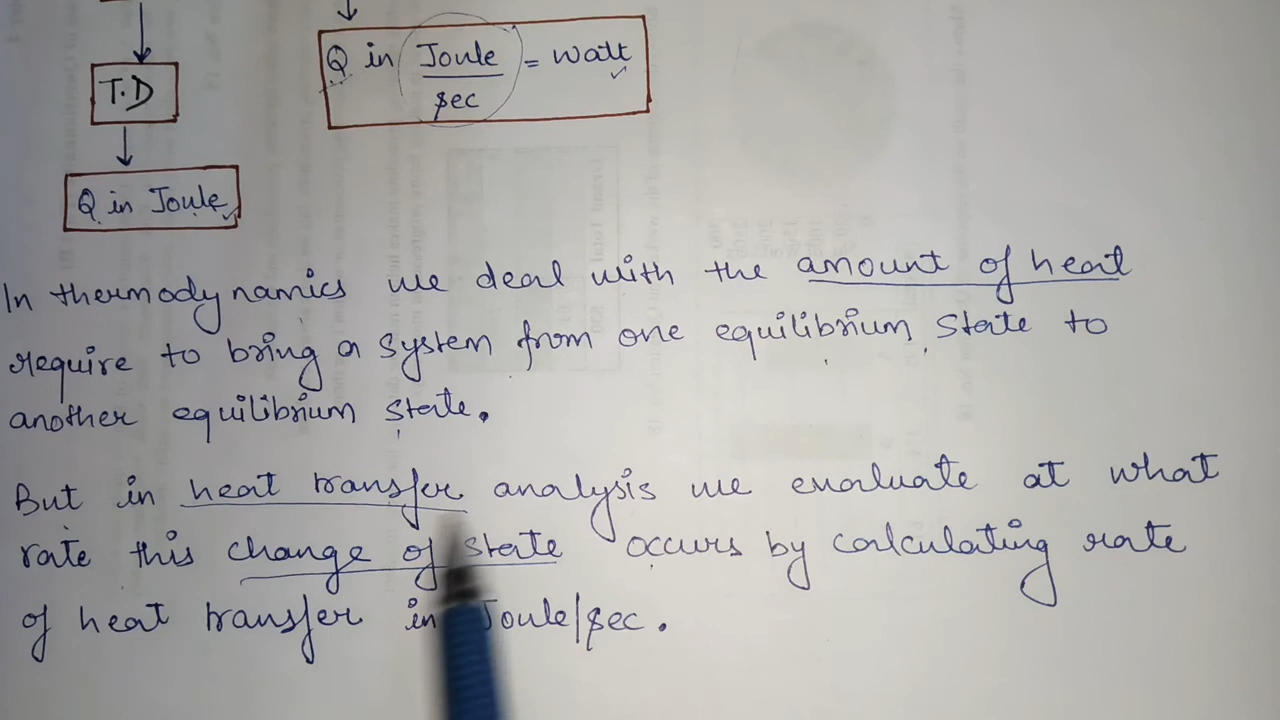 Q in Joule/sec = watt
T.D
Q in Joule
In thermodynamics we deal with the amount of heat
require to bring a system from one equilibrium state to
another equilibrium state.
But in heat transfer analysis we evaluate at what
rate this change of state occurs by calculating rate
of heat transfer in Joule/sec.